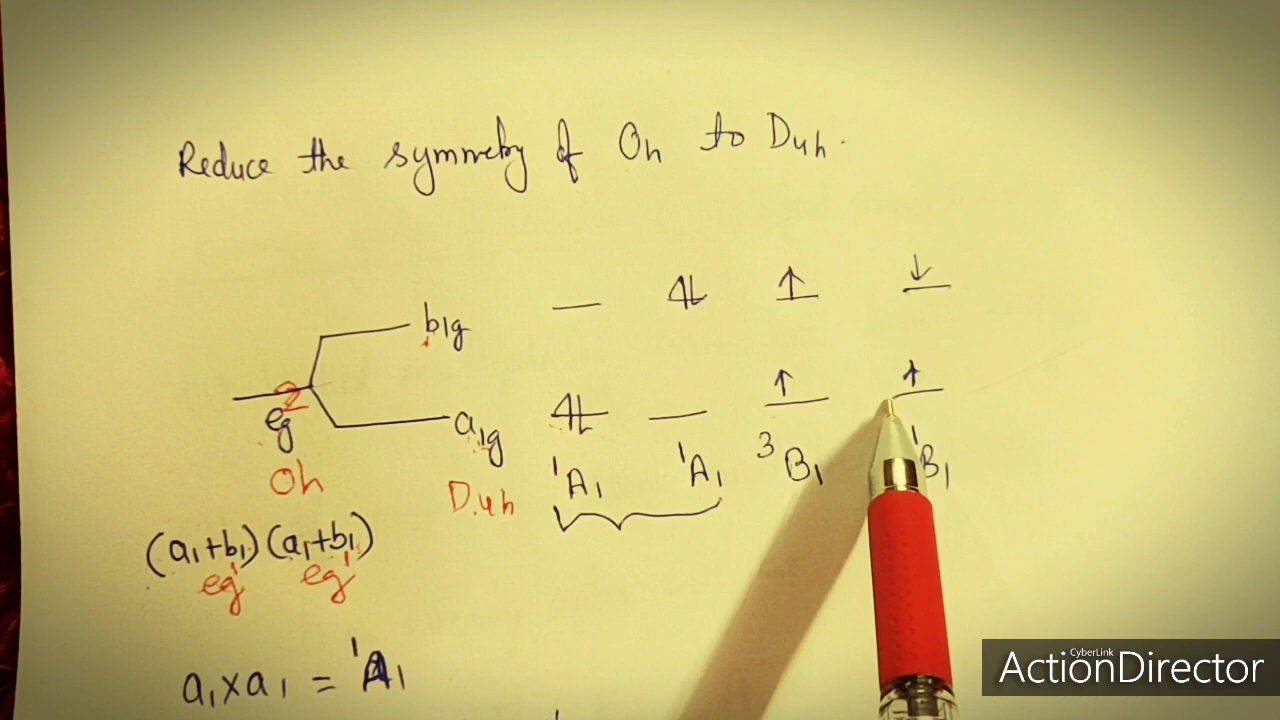 Reduce the symmetry of Oh to D4h.
b1g
eg2
a1g
Oh
D4h
1A1 1A1 3B1 1B1
(a1+b1)(a1+b1)
eg1 eg1
a1 x a1 = 1A1
CyberLink
ActionDirector